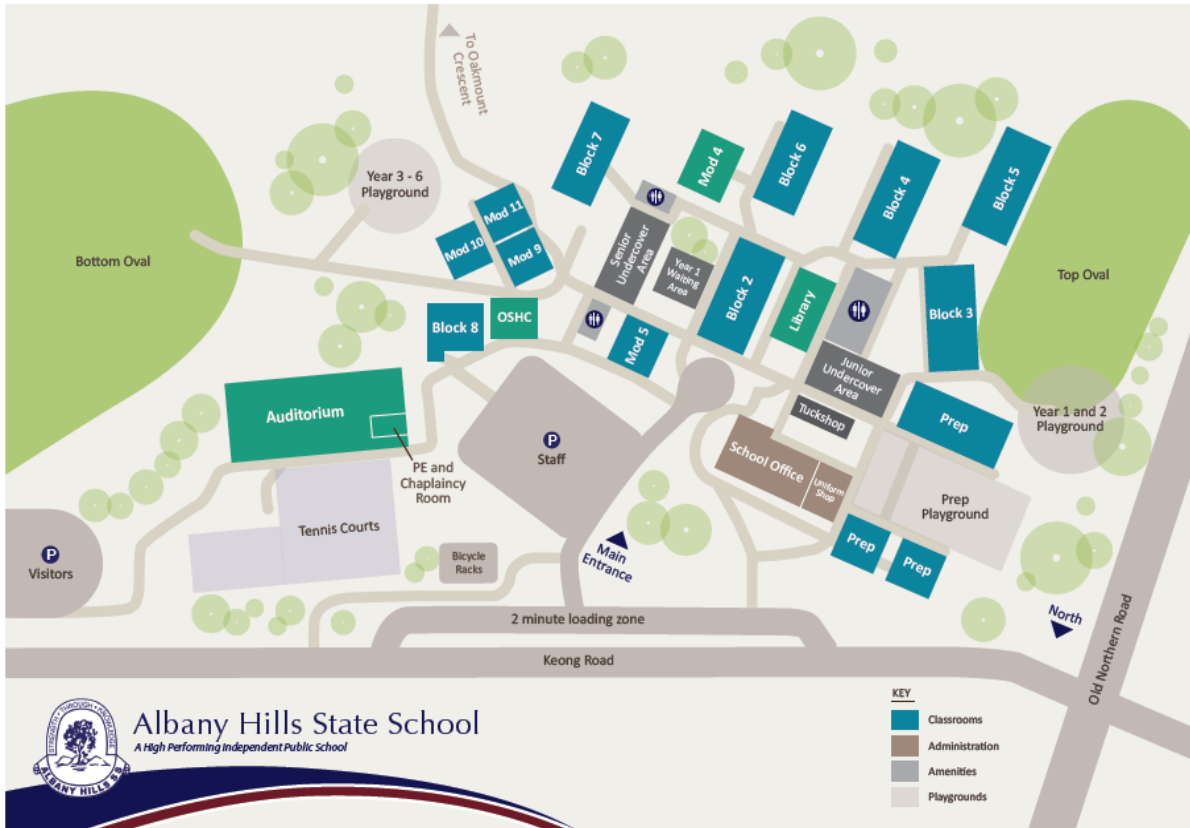 To Oakmount
Crescent
Block 7
Mod 4
Block 6
Block 4
Block 5
Year 3 - 6
Playground
Mod 11
Mod 10
Mod 9
Senior
Undercover
Area
Year 1
Waiting
Area
Block 2
Library
Bottom Oval
Top Oval
Block 8
OSHC
Mod 5
Block 3
Junior
Undercover
Area
Auditorium
PE and
Chaplaincy
Room
P
Staff
Tuckshop
Prep
Year 1 and 2
Playground
School Office
Uniform
Shop
Prep
Playground
Tennis Courts
P
Visitors
Bicycle
Racks
Main
Entrance
Prep
Prep
2 minute loading zone
North
Keong Road
Old Northern Road
STRENGTH · THROUGH · KNOWLEDGE
ALBANY HILLS S S
Albany Hills State School
A High Performing Independent Public School
KEY
Classrooms
Administration
Amenities
Playgrounds